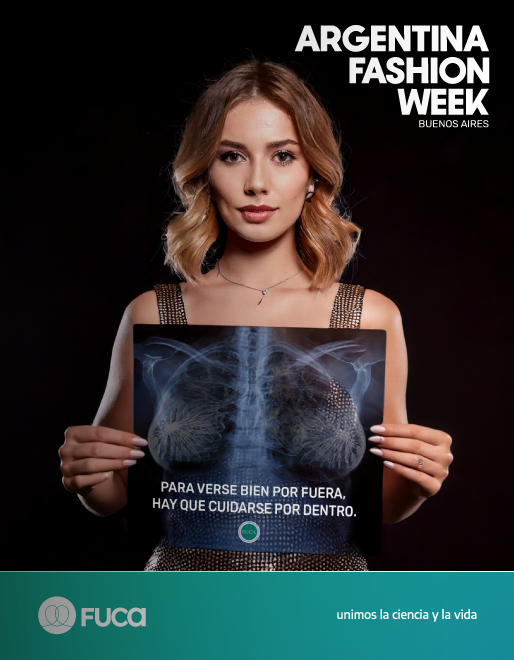 ARGENTINA
FASHION
WEEK
BUENOS AIRES
PARA VERSE BIEN POR FUERA,
HAY QUE CUIDARSE POR DENTRO.
FUCA
FUCA
unimos la ciencia y la vida